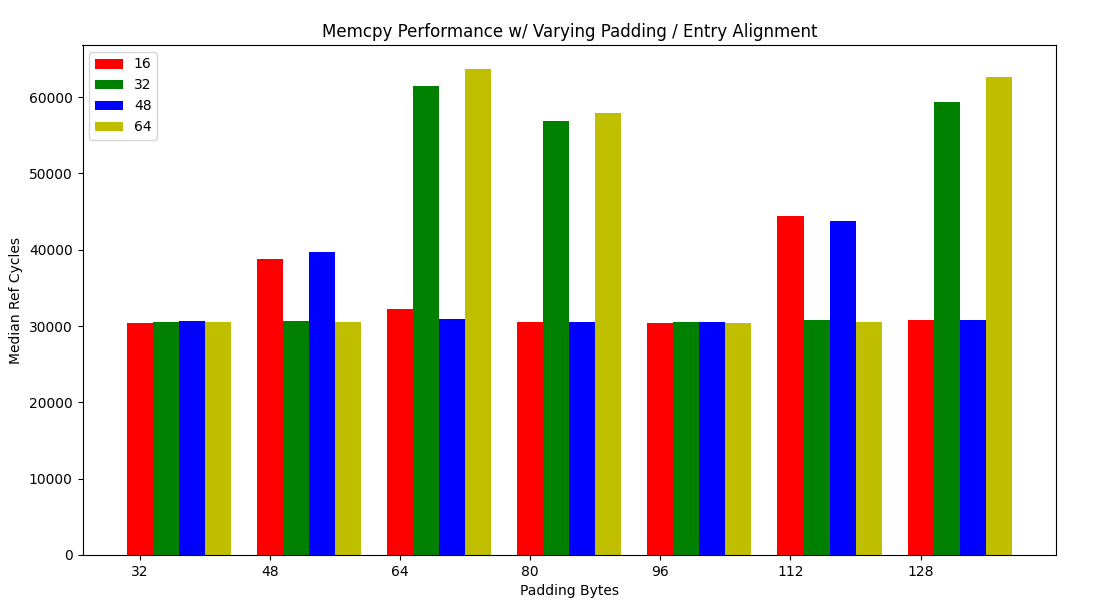 Memcpy Performance w/ Varying Padding / Entry Alignment
16
32
48
64
60000
50000
40000
30000
20000
10000
0
Median Ref Cycles
32 48 64 80 96 112 128
Padding Bytes